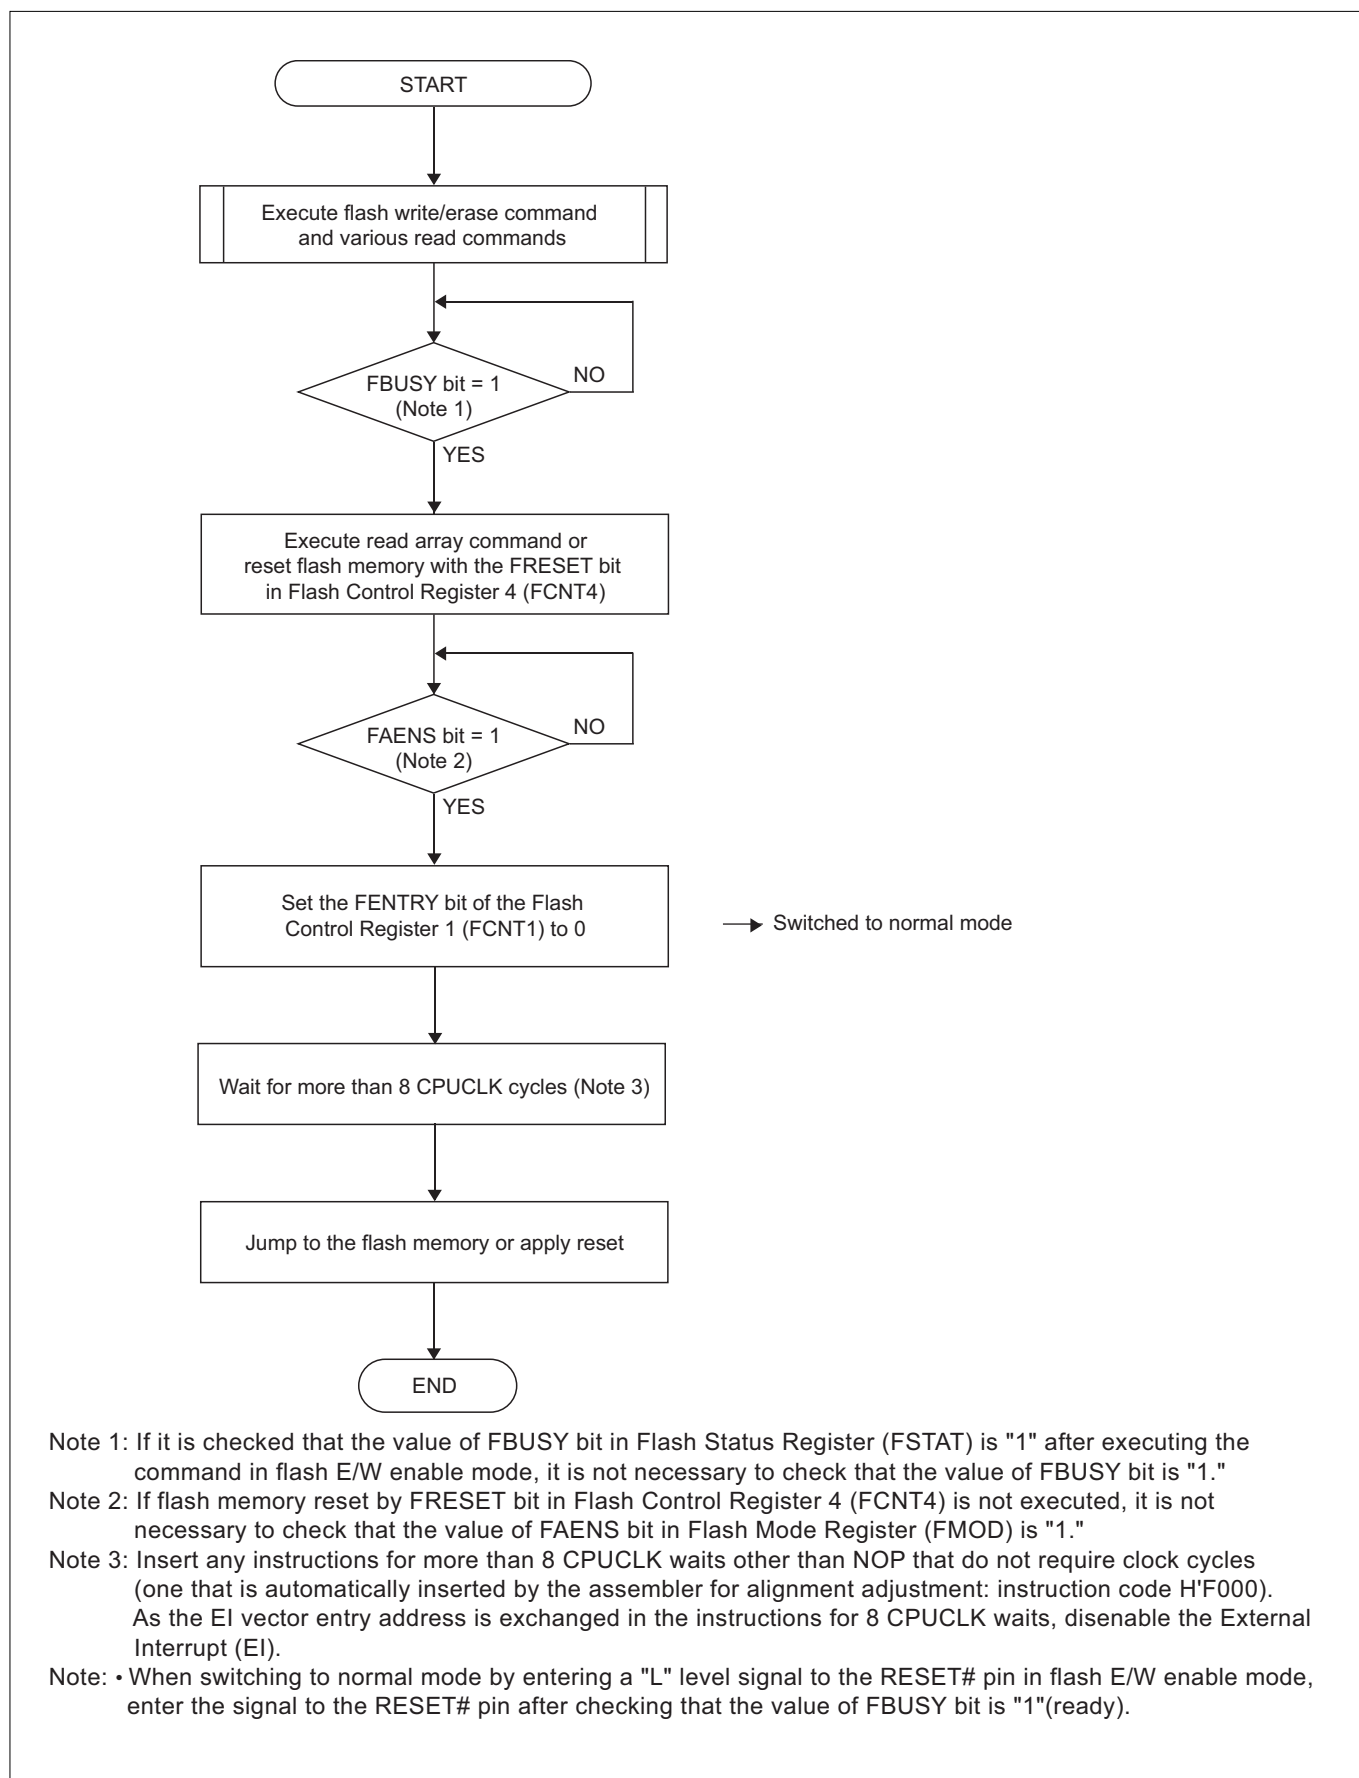 START
Execute flash write/erase command
and various read commands
FBUSY bit = 1
(Note 1)
NO
YES
Execute read array command or
reset flash memory with the FRESET bit
in Flash Control Register 4 (FCNT4)
FAENS bit = 1
(Note 2)
NO
YES
Set the FENTRY bit of the Flash
Control Register 1 (FCNT1) to 0
Switched to normal mode
Wait for more than 8 CPUCLK cycles (Note 3)
Jump to the flash memory or apply reset
END
Note 1: If it is checked that the value of FBUSY bit in Flash Status Register (FSTAT) is "1" after executing the
command in flash E/W enable mode, it is not necessary to check that the value of FBUSY bit is "1."
Note 2: If flash memory reset by FRESET bit in Flash Control Register 4 (FCNT4) is not executed, it is not
necessary to check that the value of FAENS bit in Flash Mode Register (FMOD) is "1."
Note 3: Insert any instructions for more than 8 CPUCLK waits other than NOP that do not require clock cycles
(one that is automatically inserted by the assembler for alignment adjustment: instruction code H'F000).
As the EI vector entry address is exchanged in the instructions for 8 CPUCLK waits, disenable the External
Interrupt (EI).
Note: • When switching to normal mode by entering a "L" level signal to the RESET# pin in flash E/W enable mode,
enter the signal to the RESET# pin after checking that the value of FBUSY bit is "1"(ready).